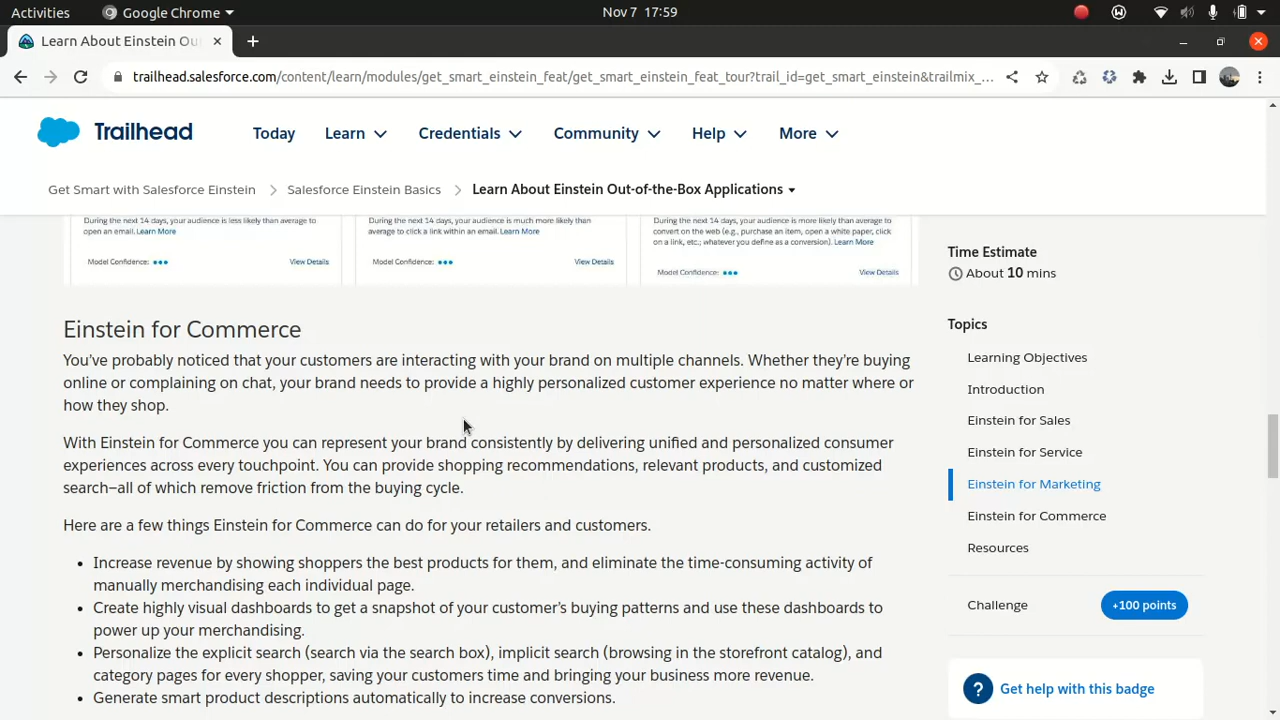 Activities
Google Chrome
Nov 7 17:59
Learn About Einstein Ou
trailhead.salesforce.com/content/learn/modules/get_smart_einstein_feat/get_smart_einstein_feat_tour?trail_id=get_smart_einstein&trailmix_...
Trailhead
Today
Learn
Credentials
Community
Help
More
Get Smart with Salesforce Einstein > Salesforce Einstein Basics > Learn About Einstein Out-of-the-Box Applications
During the next 14 days, your audience is less likely than average to
open an email. Learn More
Model Confidence:
View Details
During the next 14 days, your audience is much more likely than
average to click a link within an email. Learn More
Model Confidence:
View Details
During the next 14 days, your audience is more likely than average to
convert on the web (e.g., purchase an item, open a white paper, click
on a link, etc.; whatever you define as a conversion). Learn More
Model Confidence:
View Details
Einstein for Commerce
You've probably noticed that your customers are interacting with your brand on multiple channels. Whether they're buying
online or complaining on chat, your brand needs to provide a highly personalized customer experience no matter where or
how they shop.
With Einstein for Commerce you can represent your brand consistently by delivering unified and personalized consumer
experiences across every touchpoint. You can provide shopping recommendations, relevant products, and customized
search—all of which remove friction from the buying cycle.
Here are a few things Einstein for Commerce can do for your retailers and customers.
• Increase revenue by showing shoppers the best products for them, and eliminate the time-consuming activity of
manually merchandising each individual page.
• Create highly visual dashboards to get a snapshot of your customer's buying patterns and use these dashboards to
power up your merchandising.
• Personalize the explicit search (search via the search box), implicit search (browsing in the storefront catalog), and
category pages for every shopper, saving your customers time and bringing your business more revenue.
• Generate smart product descriptions automatically to increase conversions.
Time Estimate
About 10 mins
Topics
Learning Objectives
Introduction
Einstein for Sales
Einstein for Service
Einstein for Marketing
Einstein for Commerce
Resources
Challenge
+100 points
? Get help with this badge